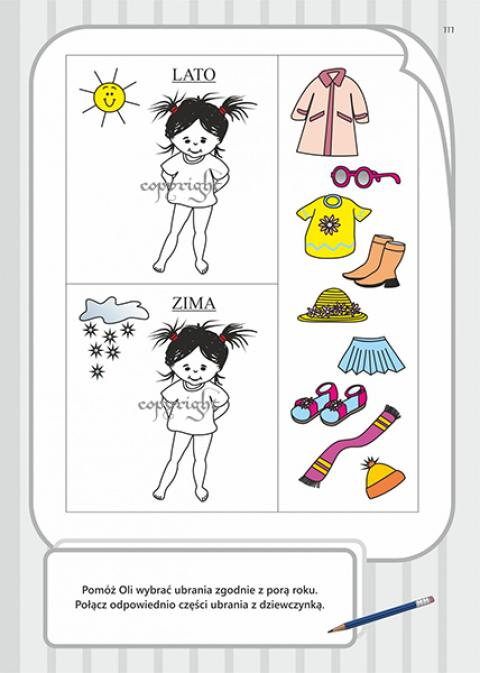 111
LATO
copyright
ZIMA
copyright
Pomóż Oli wybrać ubrania zgodnie z porą roku.
Połącz odpowiednio części ubrania z dziewczynką.